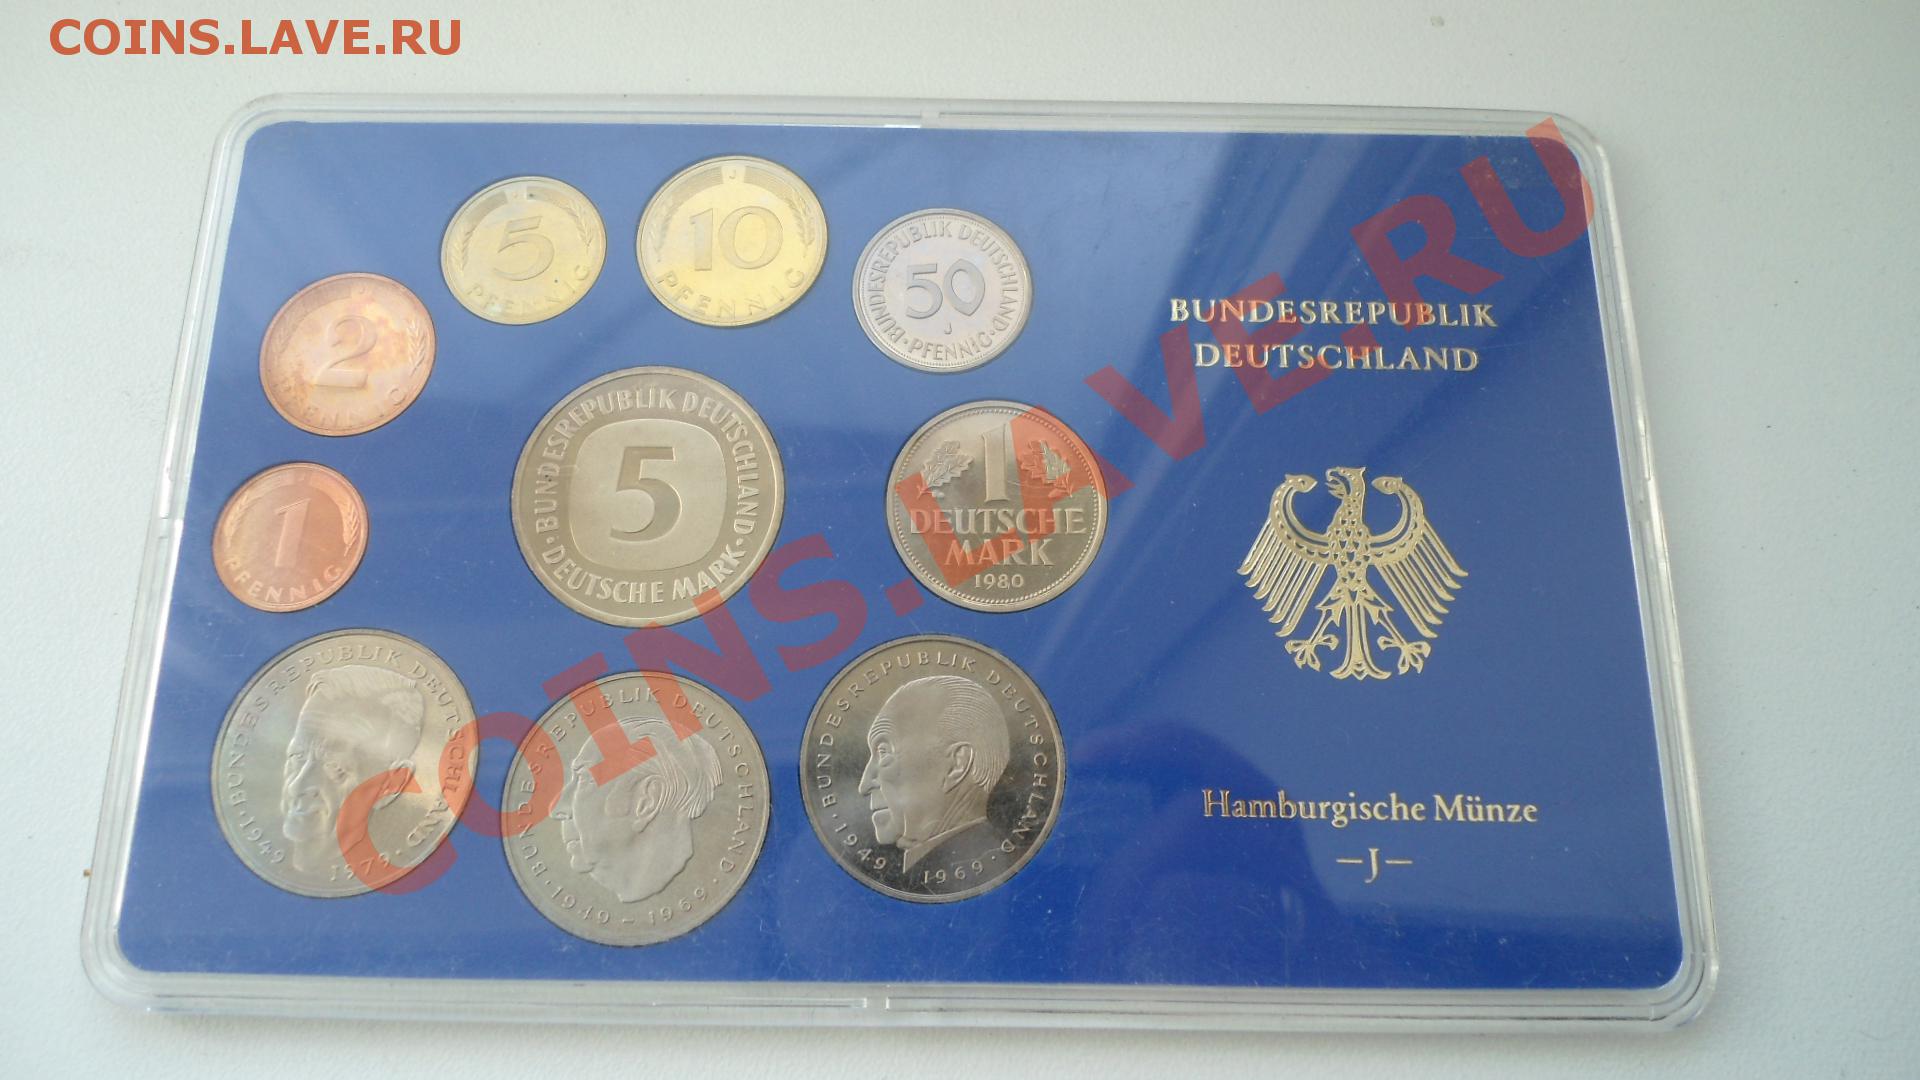 COINS.LAVE.RU
5
PFENNIG
J
10
PFENNIG
BUNDESREPUBLIK DEUTSCHLAND
50
J
PFENNIG
2
PFENNIG
BUNDESREPUBLIK DEUTSCHLAND
5
DEUTSCHE MARK
1
DEUTSCHE
MARK
1980
1
PFENNIG
BUNDESREPUBLIK DEUTSCHLAND
1949 1979
BUNDESREPUBLIK DEUTSCHLAND
1949 – 1969
BUNDESREPUBLIK DEUTSCHLAND
1949 1969
BUNDESREPUBLIK
DEUTSCHLAND
Hamburgische Münze
–J–
COINS.LAVE.RU